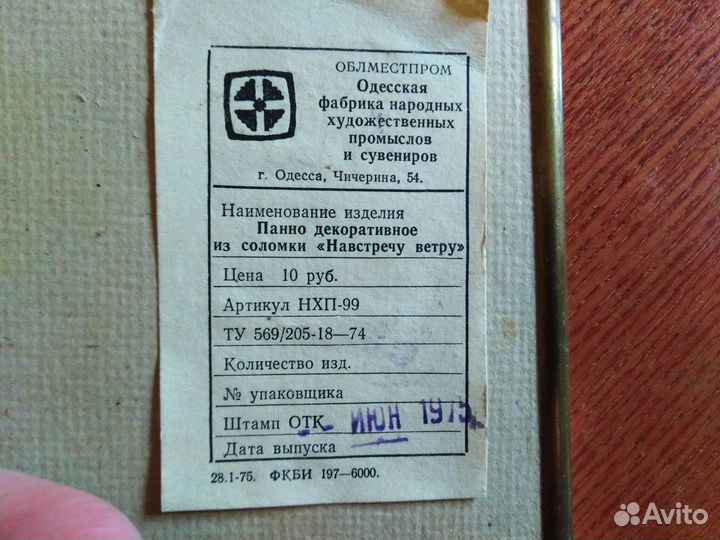 ОБЛМЕСТПРОМ
Одесская
фабрика народных
художественных
промыслов
и сувениров
г. Одесса, Чичерина, 54.
Наименование изделия
Панно декоративное
из соломки «Навстречу ветру»
Цена 10 руб.
Артикул НХП-99
ТУ 569/205-18—74
Количество изд.
№ упаковщика
Штамп ОТК ИЮН 1975
Дата выпуска
28.1-75. ФКБИ 197—6000.
Avito